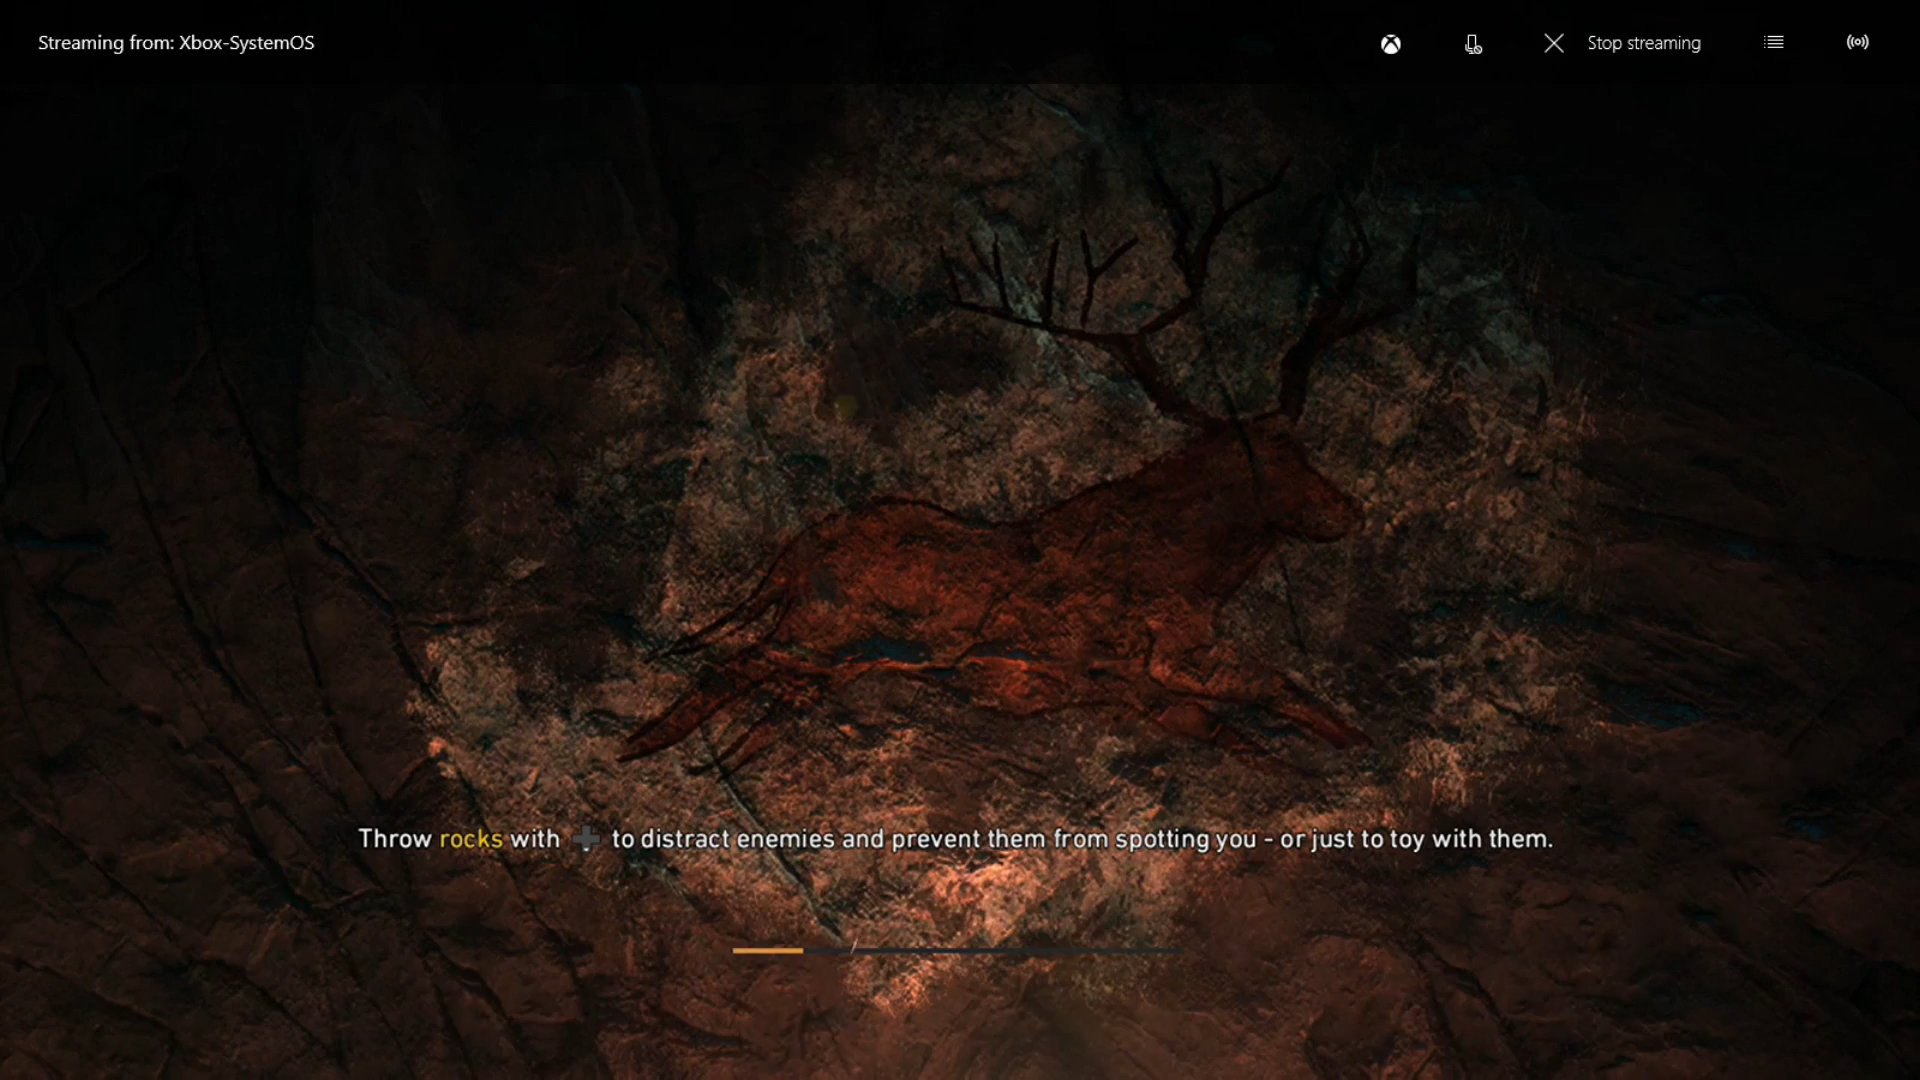 Streaming from: Xbox-SystemOS
Stop streaming
Throw rocks with to distract enemies and prevent them from spotting you - or just to toy with them.